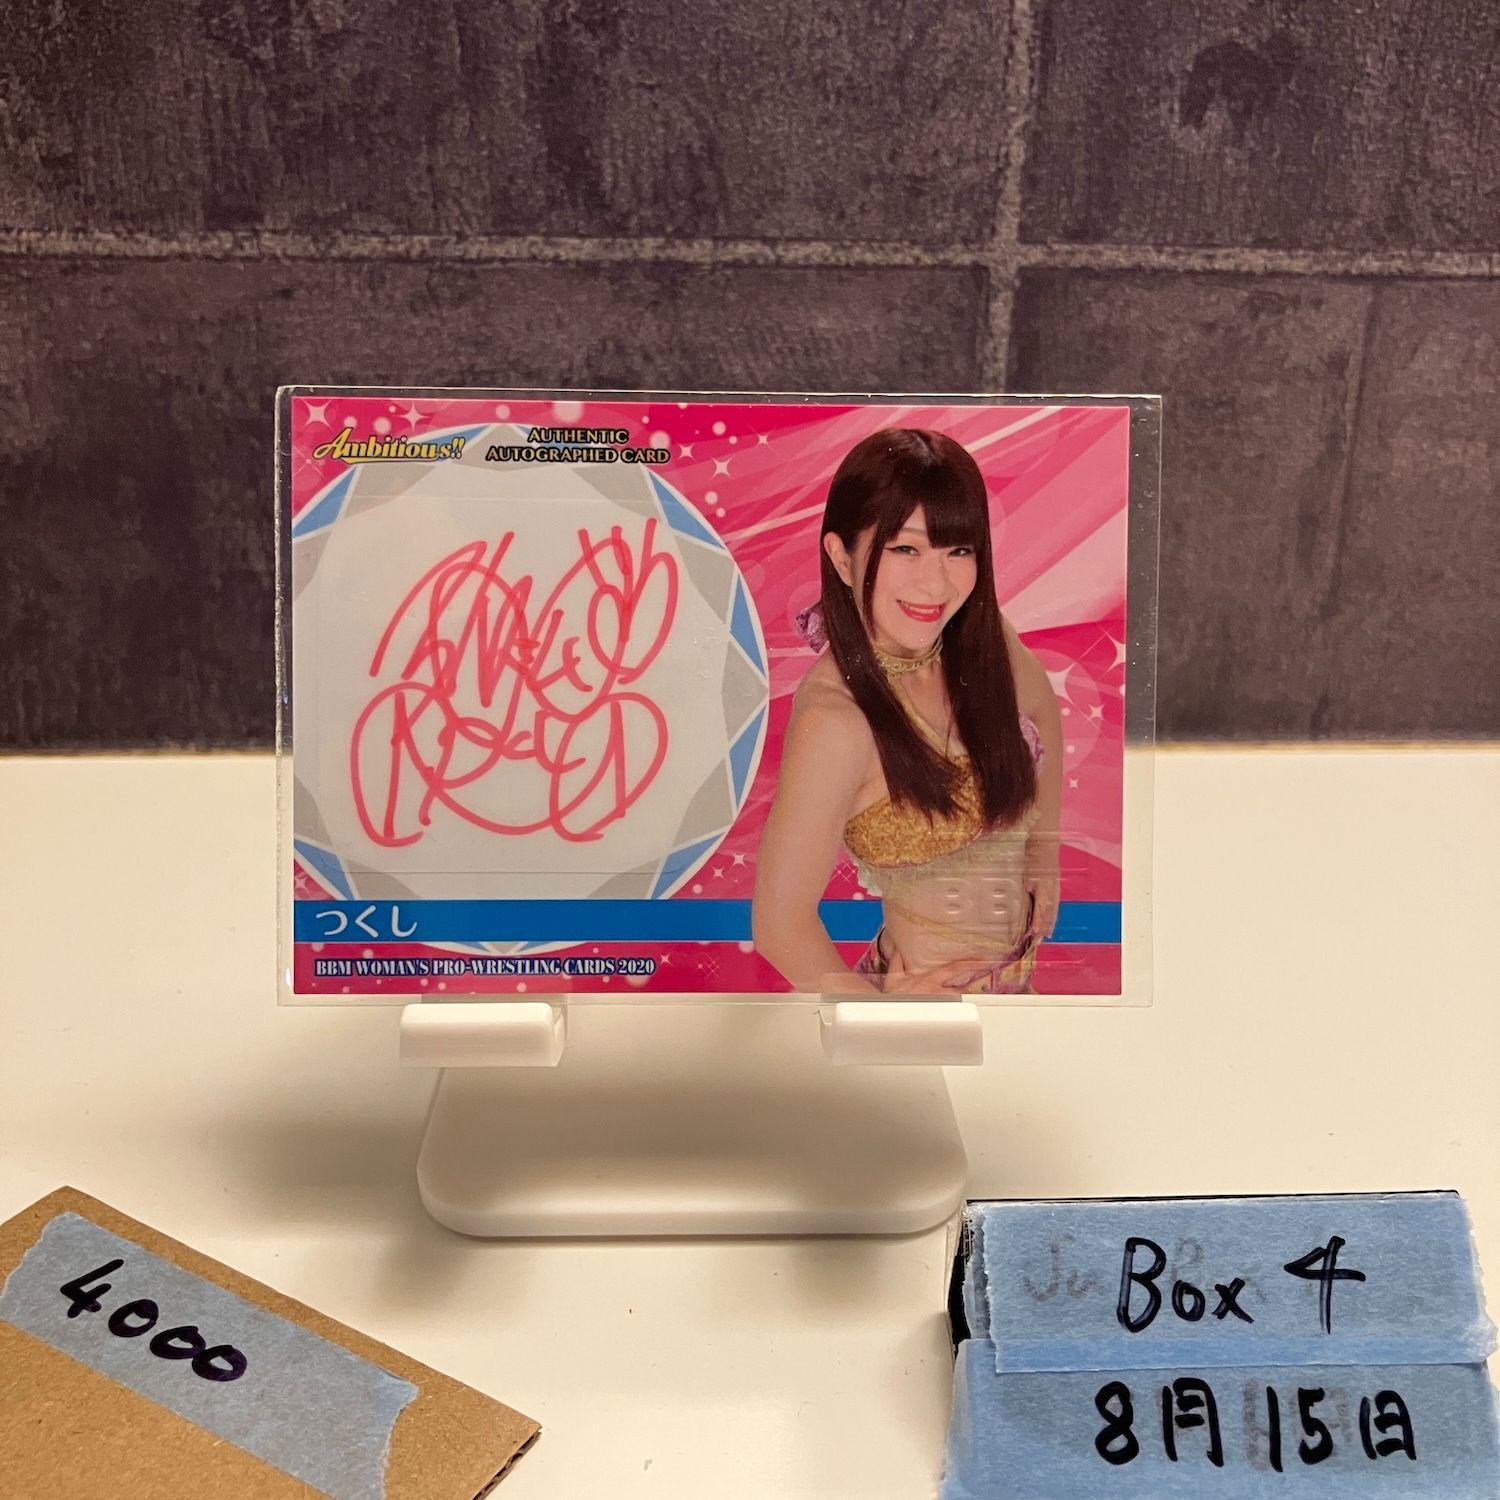 Ambitious!!
AUTHENTIC
AUTOGRAPHED CARD
つくし
BBM WOMAN'S PRO-WRESTLING CARDS 2020
BB
4000
Box 4
8月15日